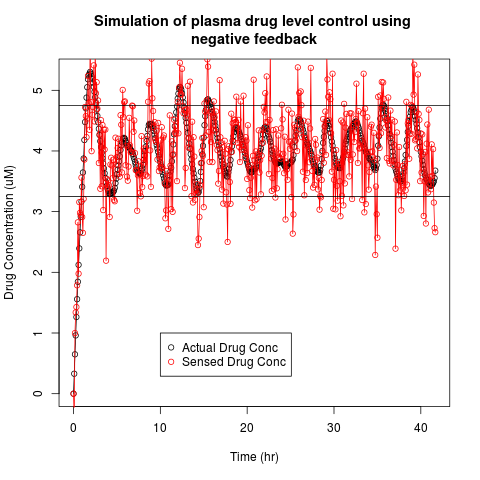 Simulation of plasma drug level control using
negative feedback
Drug Concentration (uM)
5
4
3
2
1
0
Actual Drug Conc
Sensed Drug Conc
0 10 20 30 40
Time (hr)